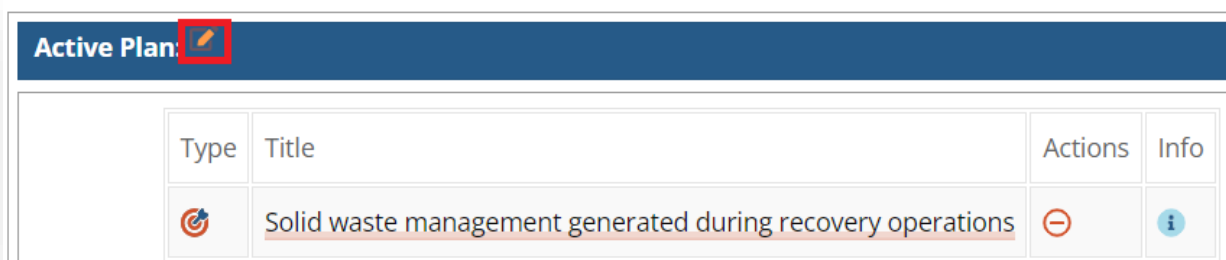 Active Plan:
Type Title Actions Info
Solid waste management generated during recovery operations